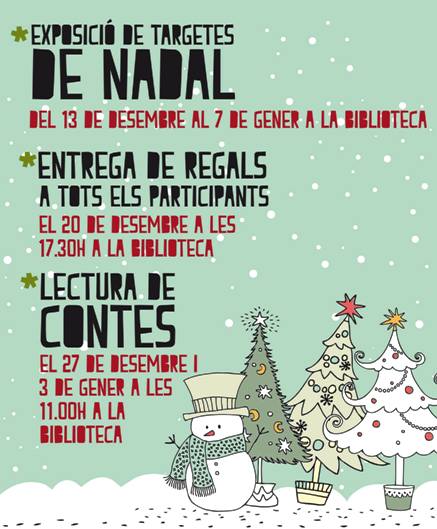 *EXPOSICIÓ DE TARGETES
DE NADAL
DEL 13 DE DESEMBRE AL 7 DE GENER A LA BIBLIOTECA
*ENTREGA DE REGALS
A TOTS ELS PARTICIPANTS
EL 20 DE DESEMBRE A LES
17.30H A LA BIBLIOTECA
*LECTURA DE
CONTES
EL 27 DE DESEMBRE I
3 DE GENER A LES
11.00H A LA
BIBLIOTECA